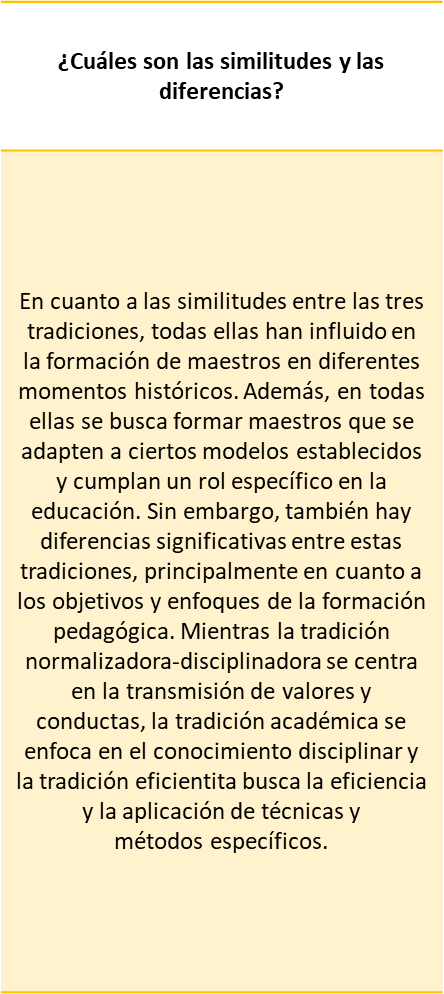 ¿Cuáles son las similitudes y las
diferencias?
En cuanto a las similitudes entre las tres
tradiciones, todas ellas han influido en
la formación de maestros en diferentes
momentos históricos. Además, en todas
ellas se busca formar maestros que se
adapten a ciertos modelos establecidos
y cumplan un rol específico en la
educación. Sin embargo, también hay
diferencias significativas entre estas
tradiciones, principalmente en cuanto a
los objetivos y enfoques de la formación
pedagógica. Mientras la tradición
normalizadora-disciplinadora se centra
en la transmisión de valores y
conductas, la tradición académica se
enfoca en el conocimiento disciplinar y
la tradición eficientita busca la eficiencia
y la aplicación de técnicas y
métodos específicos.